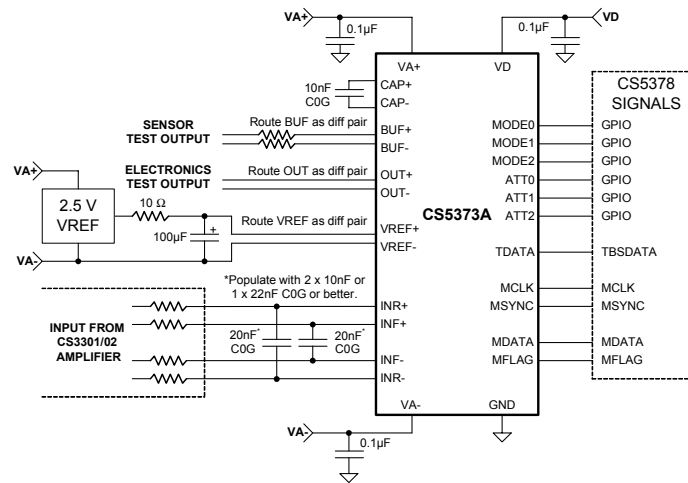 VA+
0.1µF
0.1µF
VD
VA+
VD
CS5378
SIGNALS
10nF
C0G
CAP+
CAP-
SENSOR
TEST OUTPUT
Route BUF as diff pair
BUF+
BUF-
MODE0
GPIO
MODE1
GPIO
MODE2
GPIO
ELECTRONICS
TEST OUTPUT
Route OUT as diff pair
OUT+
OUT-
ATT0
GPIO
ATT1
GPIO
ATT2
GPIO
CS5373A
VA+
2.5 V
VREF
10 Ω
100µF
+
Route VREF as diff pair
VREF+
VREF-
VA-
TDATA
TBSDATA
*Populate with 2 x 10nF or
1 x 22nF C0G or better.
MCLK
MCLK
MSYNC
MSYNC
INPUT FROM
CS3301/02
AMPLIFIER
INR+
INF+
20nF*
C0G
20nF*
C0G
INF-
INR-
MDATA
MDATA
MFLAG
MFLAG
VA-
GND
VA-
0.1µF